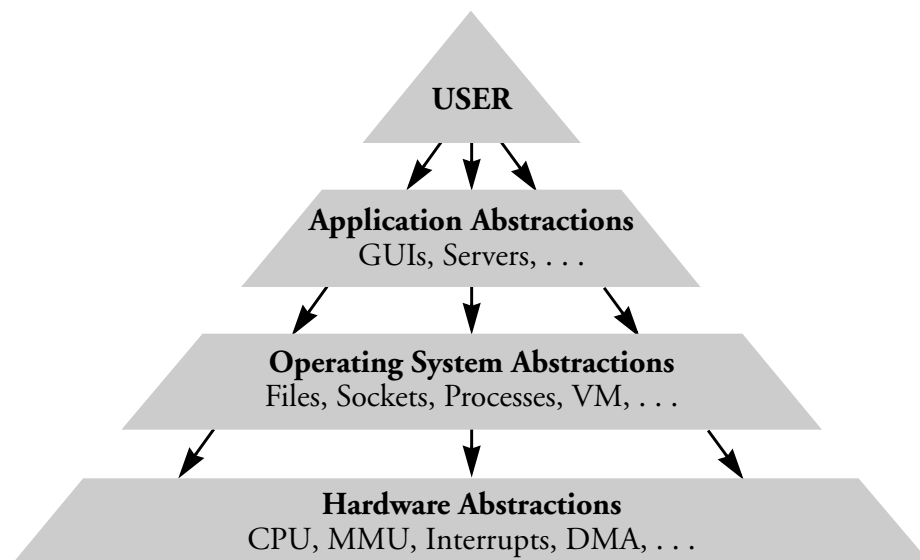 USER
Application Abstractions
GUIs, Servers, . . .
Operating System Abstractions
Files, Sockets, Processes, VM, . . .
Hardware Abstractions
CPU, MMU, Interrupts, DMA, . . .